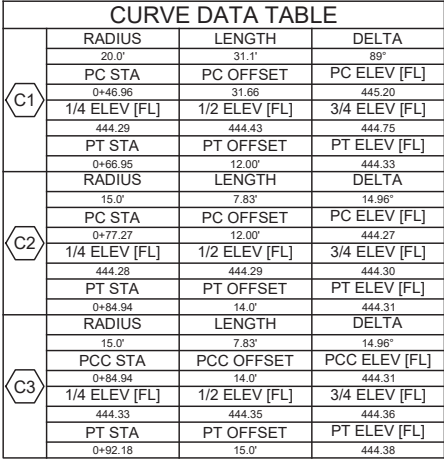 CURVE DATA TABLE
RADIUS LENGTH DELTA
20.0' 31.1' 89°
PC STA PC OFFSET PC ELEV [FL]
C1
0+46.96 31.66 445.20
1/4 ELEV [FL] 1/2 ELEV [FL] 3/4 ELEV [FL]
444.29 444.43 444.75
PT STA PT OFFSET PT ELEV [FL]
0+66.95 12.00' 444.33
RADIUS LENGTH DELTA
15.0' 7.83' 14.96°
PC STA PC OFFSET PC ELEV [FL]
C2
0+77.27 12.00' 444.27
1/4 ELEV [FL] 1/2 ELEV [FL] 3/4 ELEV [FL]
444.28 444.29 444.30
PT STA PT OFFSET PT ELEV [FL]
0+84.94 14.0' 444.31
RADIUS LENGTH DELTA
15.0' 7.83' 14.96°
PCC STA PCC OFFSET PCC ELEV [FL]
C3
0+84.94 14.0' 444.31
1/4 ELEV [FL] 1/2 ELEV [FL] 3/4 ELEV [FL]
444.33 444.35 444.36
PT STA PT OFFSET PT ELEV [FL]
0+92.18 15.0' 444.38